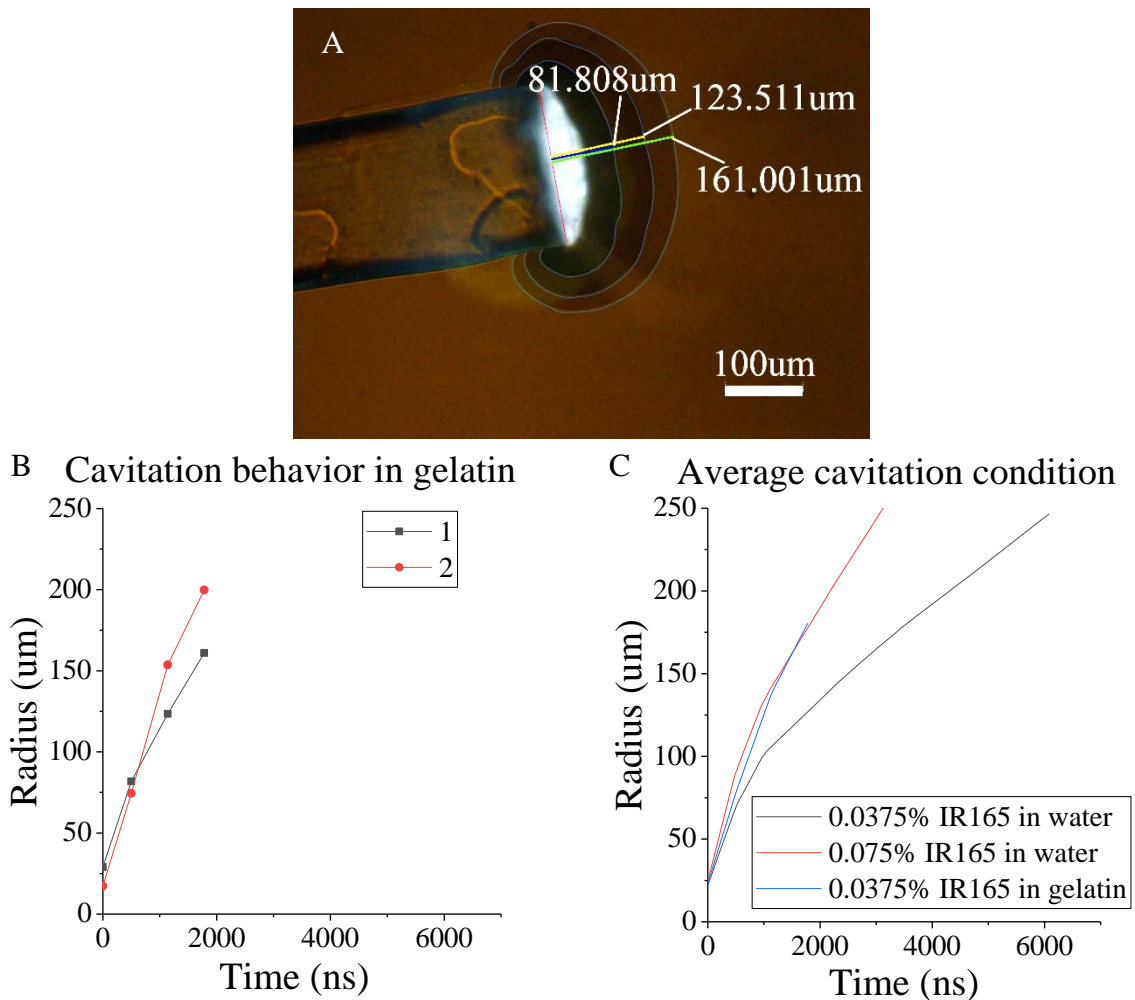 A
81.808um
123.511um
161.001um
100um
B
Cavitation behavior in gelatin
250
200
150
100
50
0
Radius (um)
1
2
0
2000
4000
6000
Time (ns)
C
Average cavitation condition
250
200
150
100
50
0
Radius (um)
0.0375% IR165 in water
0.075% IR165 in water
0.0375% IR165 in gelatin
0
2000
4000
6000
Time (ns)